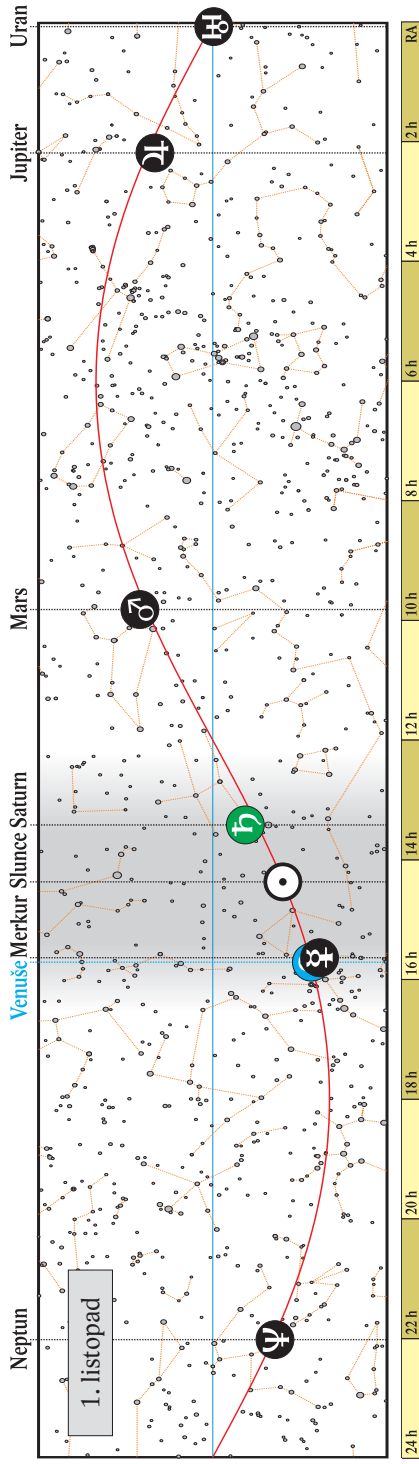 Neptun Venuše Merkur Slunce Saturn Mars Jupiter Uran
1. listopad
24 h 22 h 20 h 18 h 16 h 14 h 12 h 10 h 8 h 6 h 4 h 2 h RA